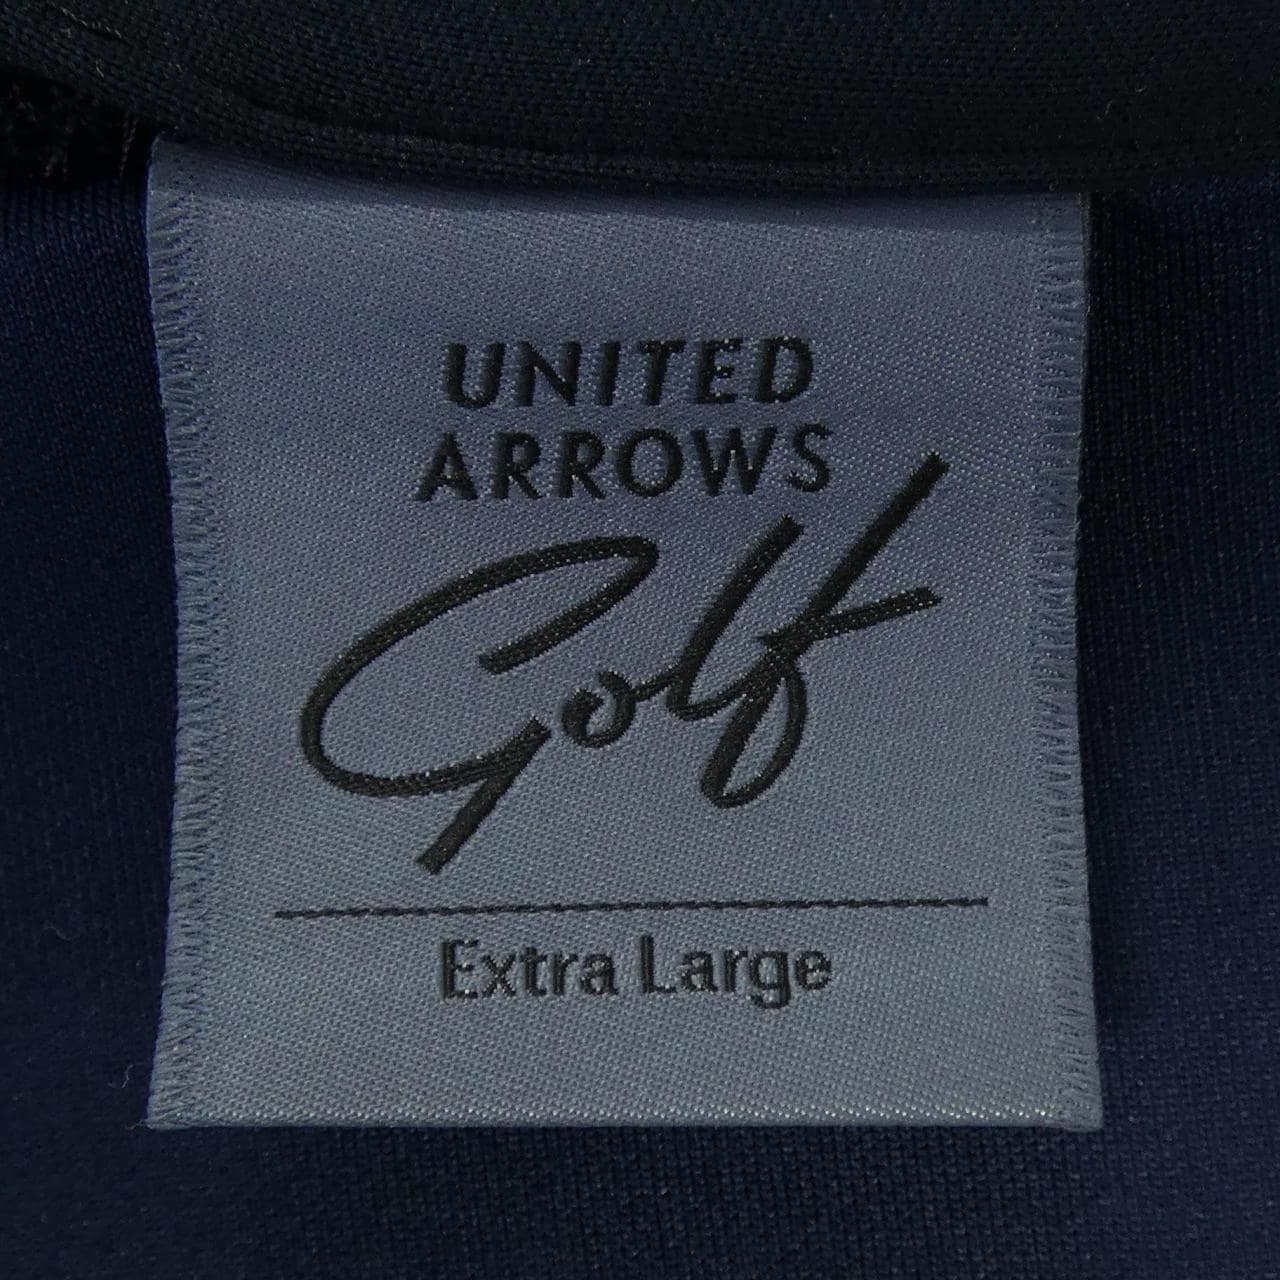 UNITED
ARROWS
Golf
Extra Large